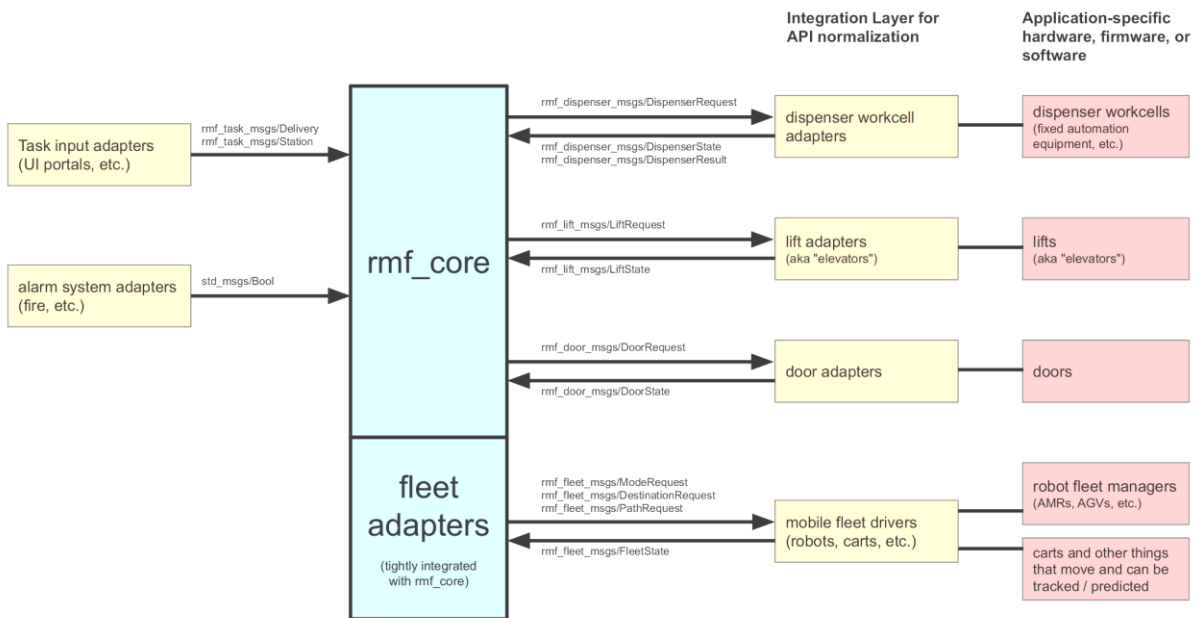 Integration Layer for
API normalization
Application-specific
hardware, firmware, or
software
Task input adapters
(UI portals, etc.)
rmf_task_msgs/Delivery
rmf_task_msgs/Station
alarm system adapters
(fire, etc.)
std_msgs/Bool
rmf_core
fleet
adapters
(tightly integrated
with rmf_core)
rmf_dispenser_msgs/DispenserRequest
rmf_dispenser_msgs/DispenserState
rmf_dispenser_msgs/DispenserResult
dispenser workcell
adapters
dispenser workcells
(fixed automation
equipment, etc.)
rmf_lift_msgs/LiftRequest
rmf_lift_msgs/LiftState
lift adapters
(aka "elevators")
lifts
(aka "elevators")
rmf_door_msgs/DoorRequest
rmf_door_msgs/DoorState
door adapters
doors
rmf_fleet_msgs/ModeRequest
rmf_fleet_msgs/DestinationRequest
rmf_fleet_msgs/PathRequest
rmf_fleet_msgs/FleetState
mobile fleet drivers
(robots, carts, etc.)
robot fleet managers
(AMRs, AGVs, etc.)
carts and other things
that move and can be
tracked / predicted